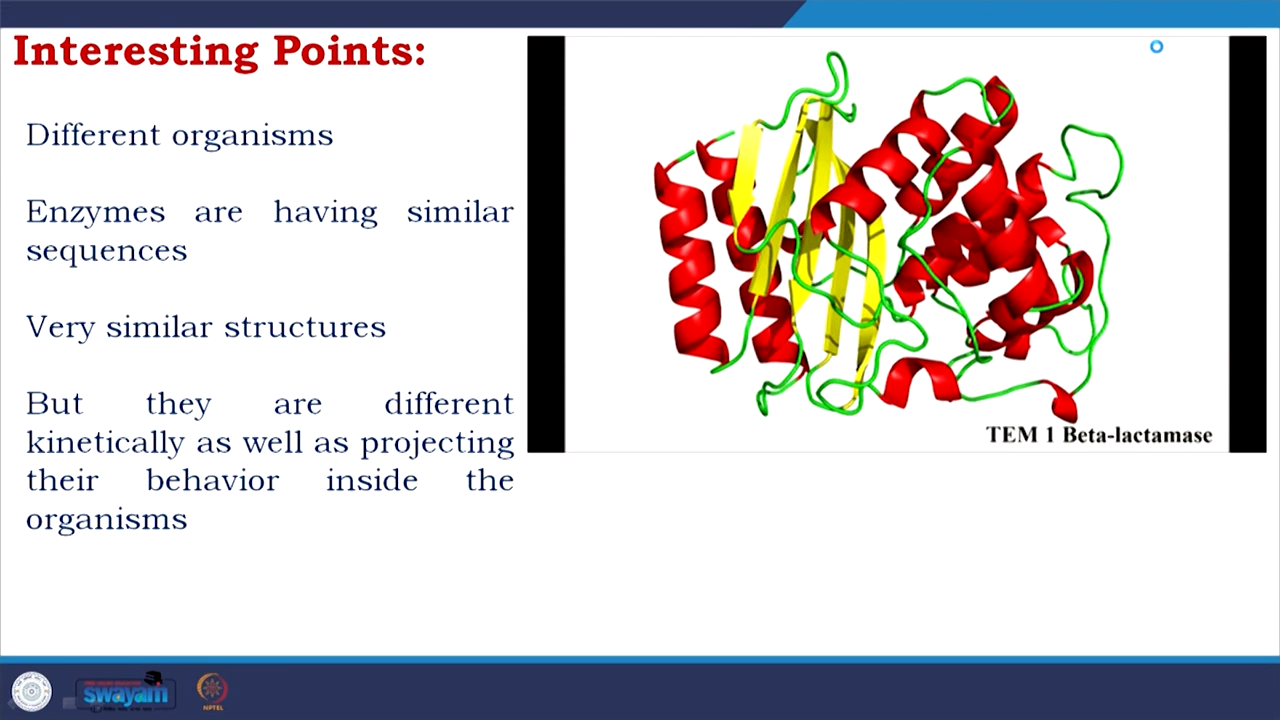 Interesting Points:
Different organisms
Enzymes are having similar
sequences
Very similar structures
But they are different
kinetically as well as projecting
their behavior inside the
organisms
TEM 1 Beta-lactamase
swayam
NPTEL